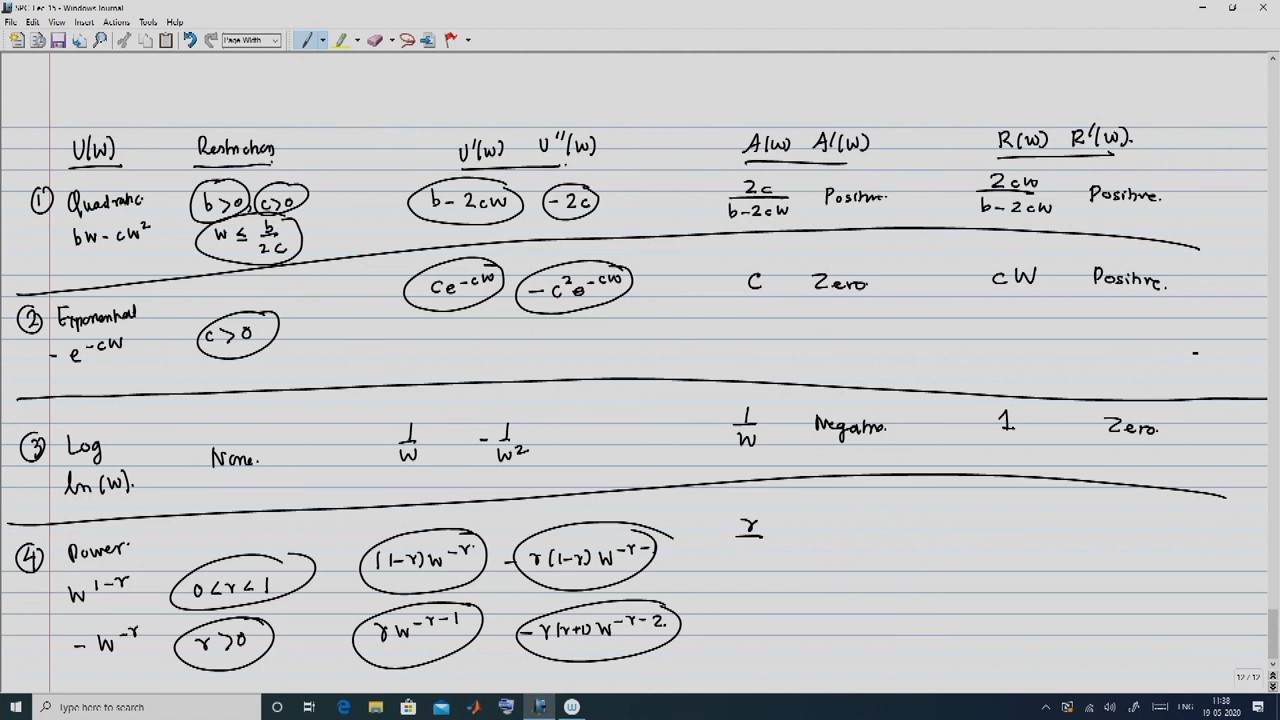 SPC Lec 15 - Windows Journal
File Edit View Insert Actions Tools Help
Page Width
U(W) Restrictions U'(W) U''(W) A(W) A'(W) R(W) R'(W).
① Quadratic b>0, c>0 b-2cW -2c 2c/(b-2cW) Positive. 2cW/(b-2cW) Positive.
bW-cW² W ≤ b/2c
② Exponential ce^{-cW} -c²e^{-cW} C Zero. cW Positive.
-e^{-cW} c>0
③ Log None. 1/W -1/W² 1/W Negative. 1 Zero.
ln(W).
④ Power. (1-r)W^{-r}. -r(1-r)W^{-r-} r
W^{1-r} 0<r<1
-W^{-r} r>0 rW^{-r-1} -r(r+1)W^{-r-2}.
12 / 12
Type here to search
W
ENG
11:38
19-05-2020